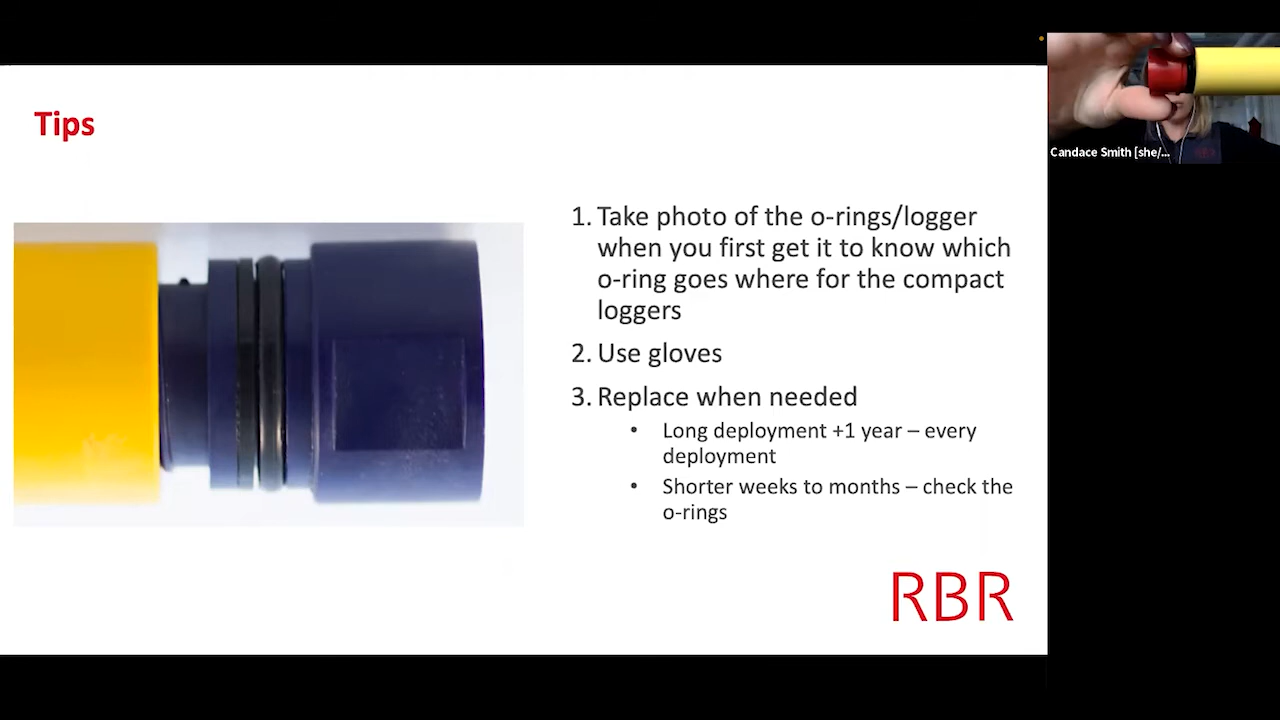 Tips
1. Take photo of the o-rings/logger
when you first get it to know which
o-ring goes where for the compact
loggers
2. Use gloves
3. Replace when needed
• Long deployment +1 year – every
deployment
• Shorter weeks to months – check the
o-rings
RBR
Candace Smith [she/...